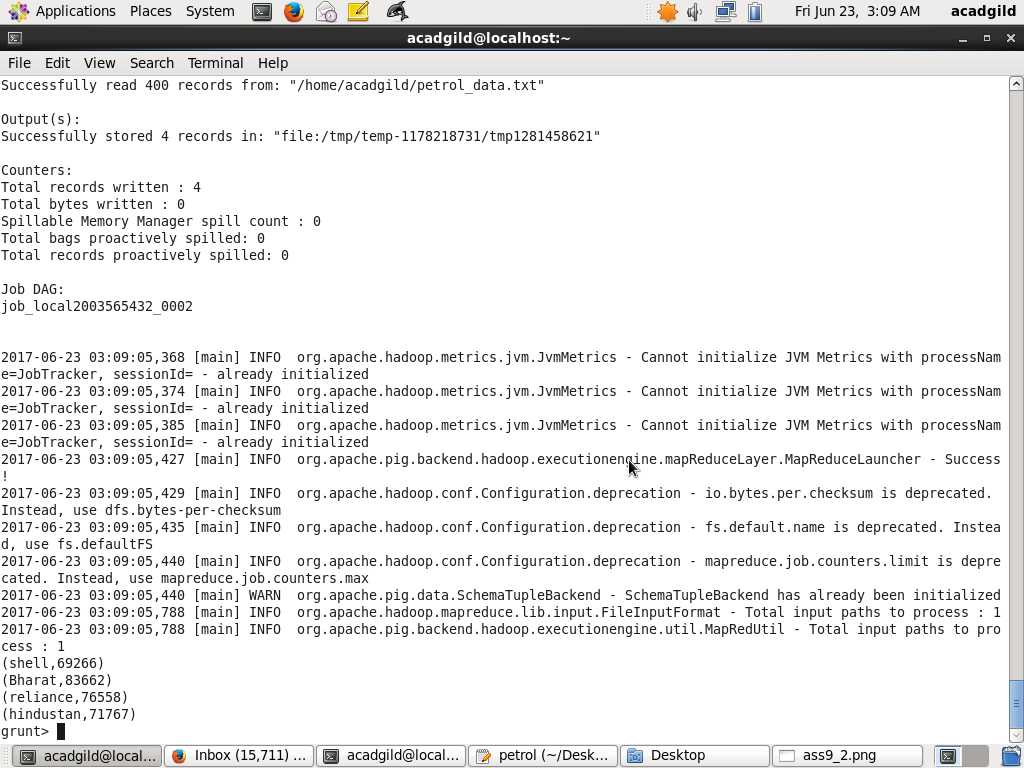 Applications Places System Fri Jun 23, 3:09 AM acadgild
acadgild@localhost:~
File Edit View Search Terminal Help
Successfully read 400 records from: "/home/acadgild/petrol_data.txt"
Output(s):
Successfully stored 4 records in: "file:/tmp/temp-1178218731/tmp1281458621"
Counters:
Total records written : 4
Total bytes written : 0
Spillable Memory Manager spill count : 0
Total bags proactively spilled: 0
Total records proactively spilled: 0
Job DAG:
job_local2003565432_0002
2017-06-23 03:09:05,368 [main] INFO  org.apache.hadoop.metrics.jvm.JvmMetrics - Cannot initialize JVM Metrics with processNam
e=JobTracker, sessionId= - already initialized
2017-06-23 03:09:05,374 [main] INFO  org.apache.hadoop.metrics.jvm.JvmMetrics - Cannot initialize JVM Metrics with processNam
e=JobTracker, sessionId= - already initialized
2017-06-23 03:09:05,385 [main] INFO  org.apache.hadoop.metrics.jvm.JvmMetrics - Cannot initialize JVM Metrics with processNam
e=JobTracker, sessionId= - already initialized
2017-06-23 03:09:05,427 [main] INFO  org.apache.pig.backend.hadoop.executionengine.mapReduceLayer.MapReduceLauncher - Success
!
2017-06-23 03:09:05,429 [main] INFO  org.apache.hadoop.conf.Configuration.deprecation - io.bytes.per.checksum is deprecated.
Instead, use dfs.bytes-per-checksum
2017-06-23 03:09:05,435 [main] INFO  org.apache.hadoop.conf.Configuration.deprecation - fs.default.name is deprecated. Instea
d, use fs.defaultFS
2017-06-23 03:09:05,440 [main] INFO  org.apache.hadoop.conf.Configuration.deprecation - mapreduce.job.counters.limit is depre
cated. Instead, use mapreduce.job.counters.max
2017-06-23 03:09:05,440 [main] WARN  org.apache.pig.data.SchemaTupleBackend - SchemaTupleBackend has already been initialized
2017-06-23 03:09:05,788 [main] INFO  org.apache.hadoop.mapreduce.lib.input.FileInputFormat - Total input paths to process : 1
2017-06-23 03:09:05,788 [main] INFO  org.apache.pig.backend.hadoop.executionengine.util.MapRedUtil - Total input paths to pro
cess : 1
(shell,69266)
(Bharat,83662)
(reliance,76558)
(hindustan,71767)
grunt>
acadgild@local... Inbox (15,711) ... acadgild@local... petrol (~/Desk... Desktop ass9_2.png